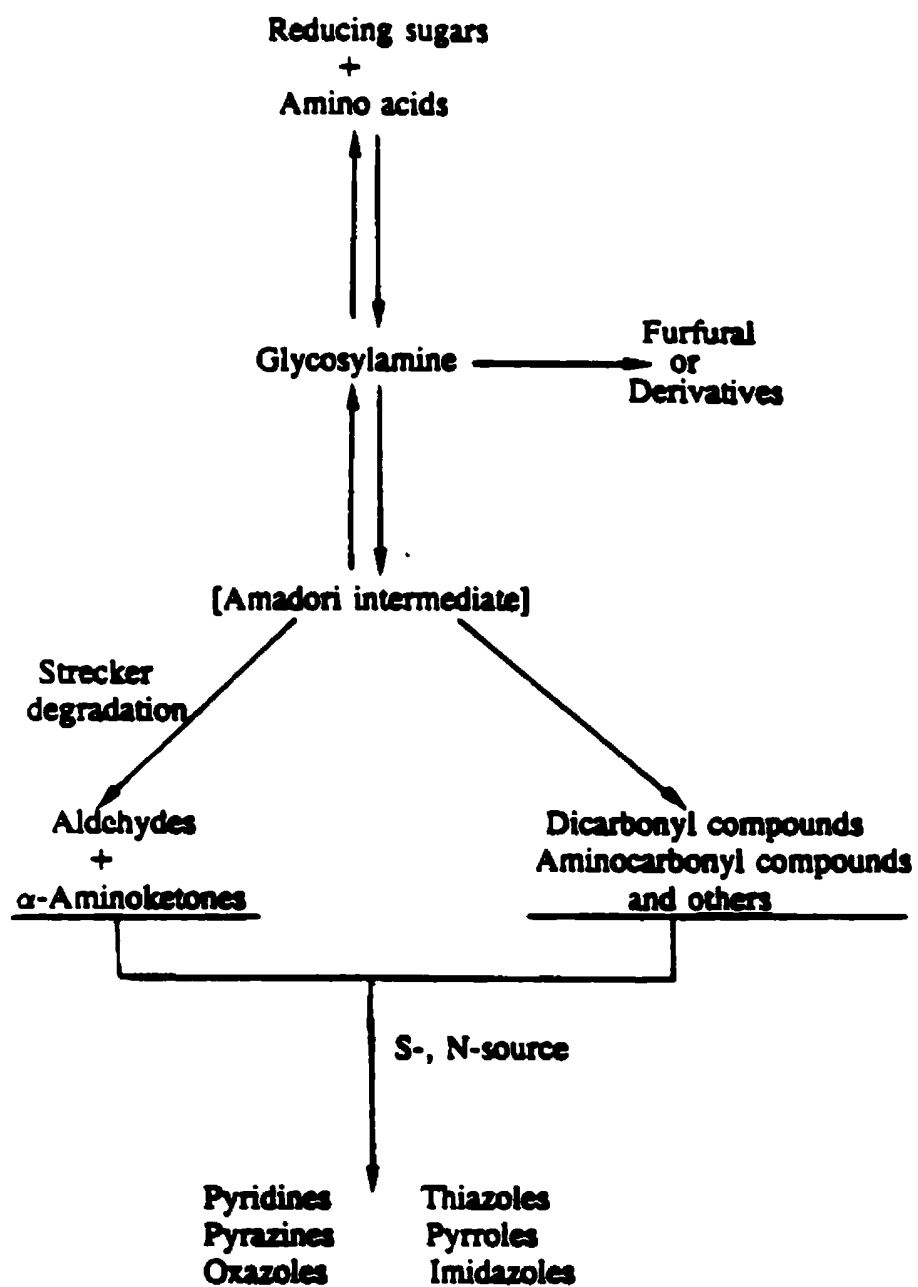 Reducing sugars
+
Amino acids
Glycosylamine
Furfural
or
Derivatives
[Amadori intermediate]
Strecker
degradation
Aldehydes
+
α-Aminoketones
Dicarbonyl compounds
Aminocarbonyl compounds
and others
S-, N-source
Pyridines Thiazoles
Pyrazines Pyrroles
Oxazoles Imidazoles